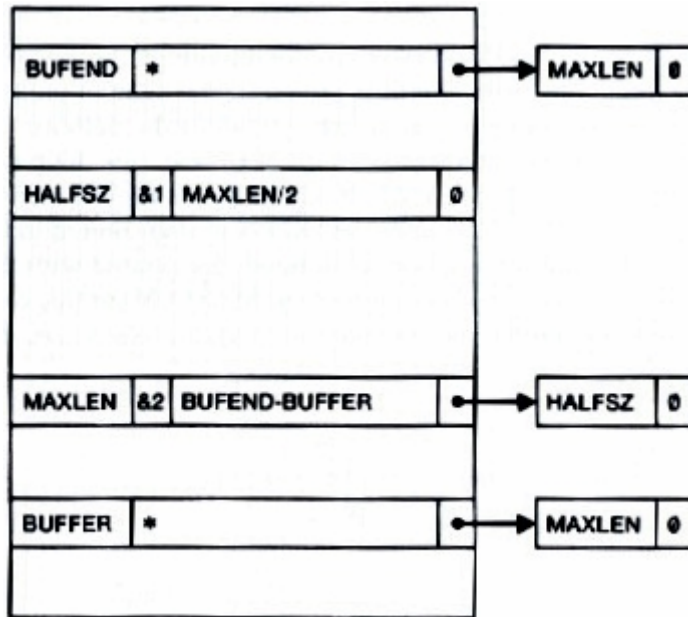 BUFEND * MAXLEN 0
HALFSZ &1 MAXLEN/2 0
MAXLEN &2 BUFEND-BUFFER HALFSZ 0
BUFFER * MAXLEN 0